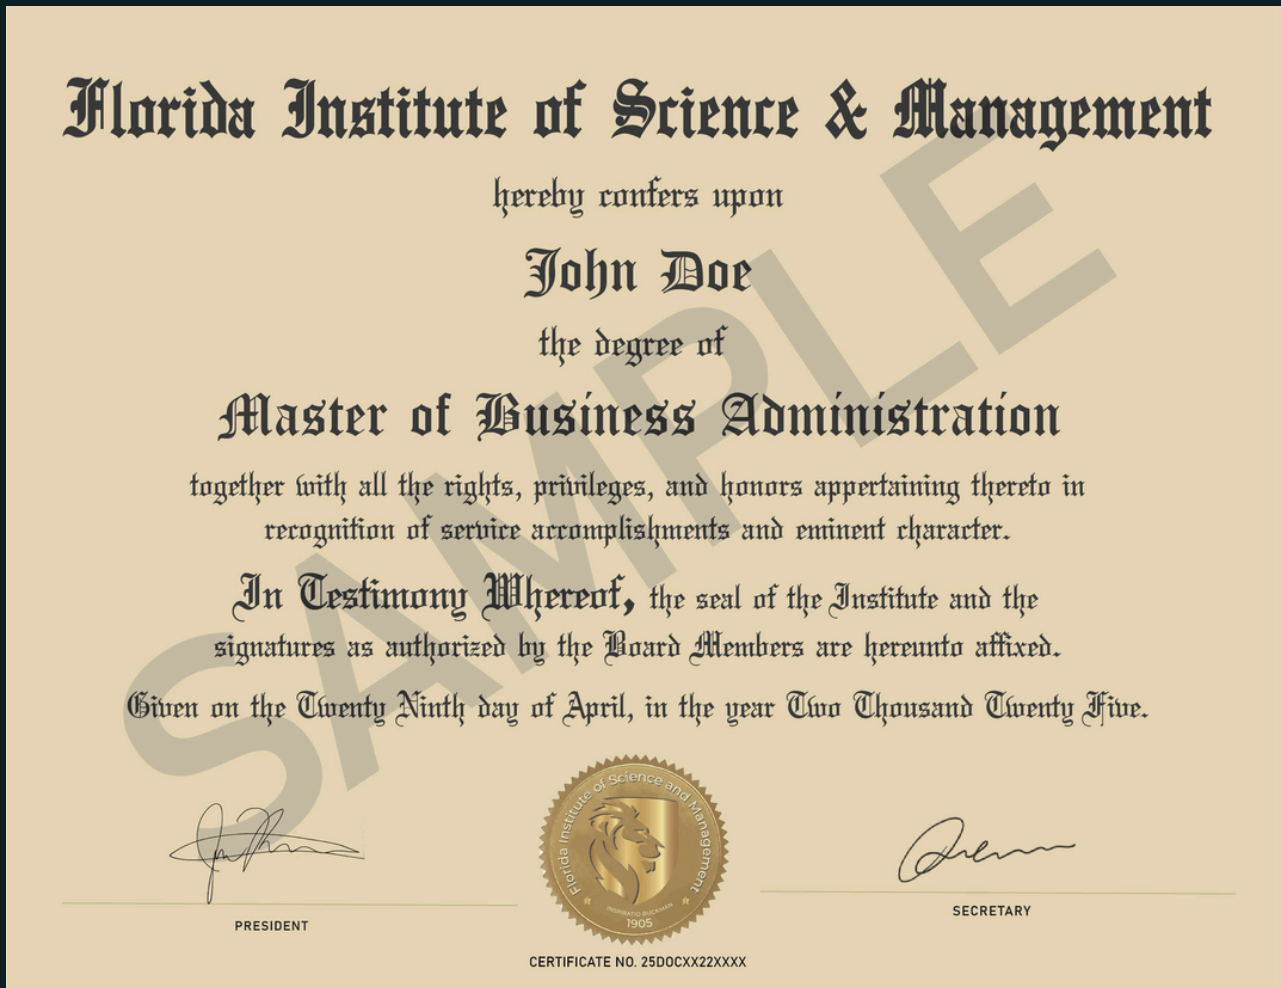 Florida Institute of Science & Management
hereby confers upon
John Doe
the degree of
Master of Business Administration
together with all the rights, privileges, and honors appertaining thereto in
recognition of service accomplishments and eminent character.
In Testimony Whereof, the seal of the Institute and the
signatures as authorized by the Board Members are hereunto affixed.
Given on the Twenty Ninth day of April, in the year Two Thousand Twenty Five.
SAMPLE
Florida Institute of Science and Management
INSPIRATIO BUCKMAN
1905
PRESIDENT
SECRETARY
CERTIFICATE NO. 25DOCXX22XXXX